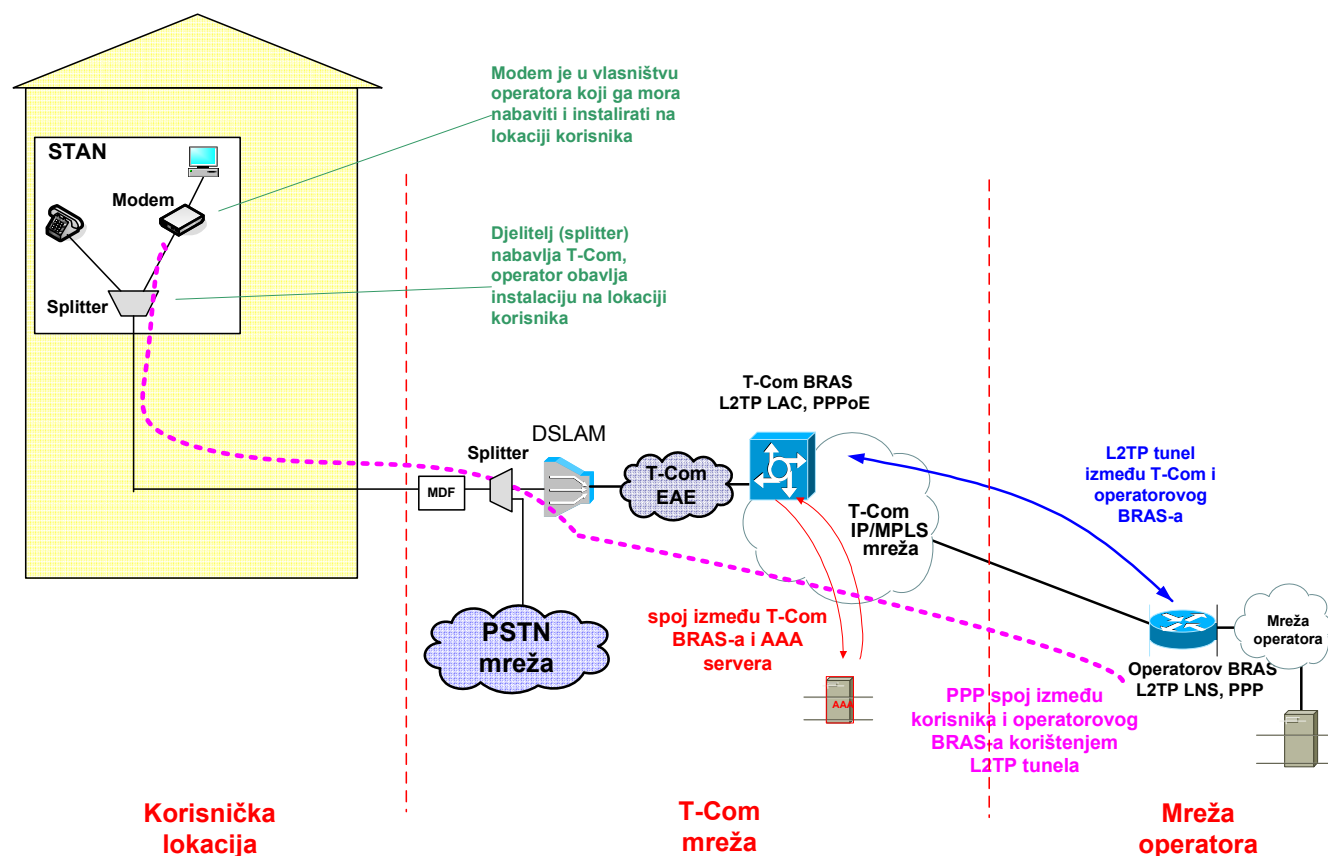 Modem je u vlasništvu
operatora koji ga mora
nabaviti i instalirati na
lokaciji korisnika
STAN
Modem
Djelitelj (splitter)
nabavlja T-Com,
operator obavlja
instalaciju na lokaciji
korisnika
Splitter
T-Com BRAS
L2TP LAC, PPPoE
DSLAM
Splitter
MDF
T-Com
EAE
T-Com
IP/MPLS
mreža
L2TP tunel
između T-Com i
operatorovog
BRAS-a
PSTN
mreža
spoj između T-Com
BRAS-a i AAA
servera
AAA
Mreža
operatora
Operatorov BRAS
L2TP LNS, PPP
PPP spoj između
korisnika i operatorovog
BRAS-a korištenjem
L2TP tunela
Korisnička
lokacija
T-Com
mreža
Mreža
operatora